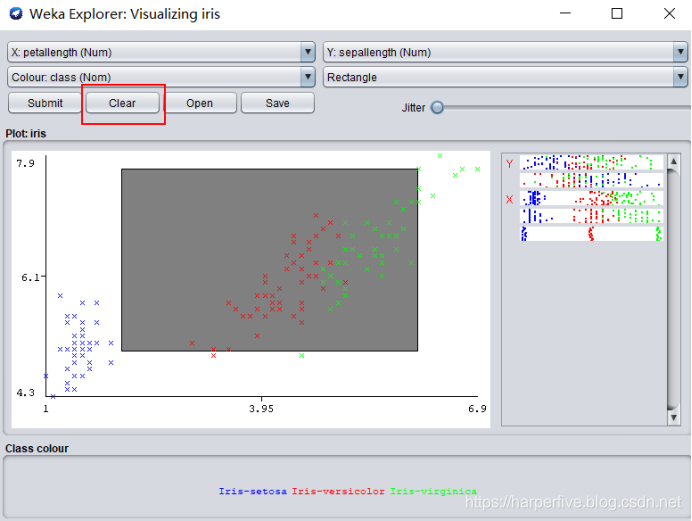 Weka Explorer: Visualizing iris
X: petallength (Num)
Y: sepallength (Num)
Colour: class (Nom)
Rectangle
Submit
Clear
Open
Save
Jitter
Plot: iris
7.9
6.1
4.3
1
3.95
6.9
Y
X
Class colour
Iris-setosa Iris-versicolor Iris-virginica
https://harperlive.blog.csdn.net